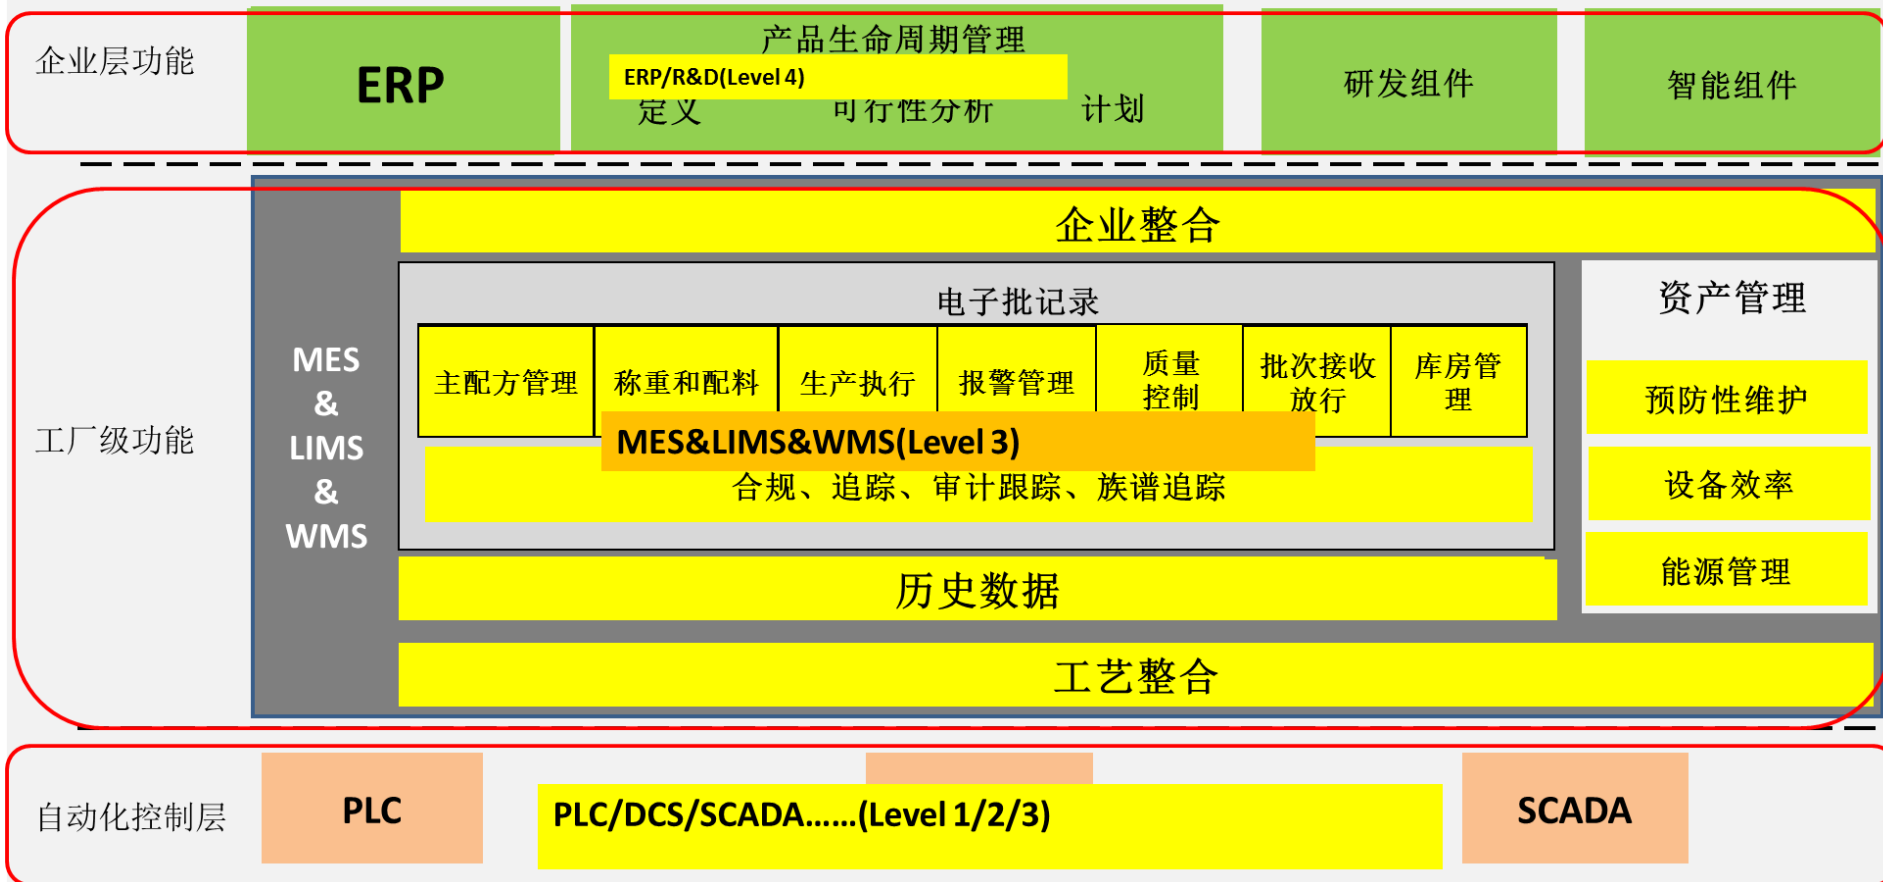 企业层功能
ERP
产品生命周期管理
ERP/R&D(Level 4)
定义 可行性分析 计划
研发组件
智能组件
企业整合
MES
&
LIMS
&
WMS
工厂级功能
电子批记录
主配方管理
称重和配料
生产执行
报警管理
质量
控制
批次接收
放行
库房管
理
MES&LIMS&WMS(Level 3)
合规、追踪、审计跟踪、族谱追踪
资产管理
预防性维护
设备效率
能源管理
历史数据
工艺整合
自动化控制层
PLC
PLC/DCS/SCADA......(Level 1/2/3)
SCADA